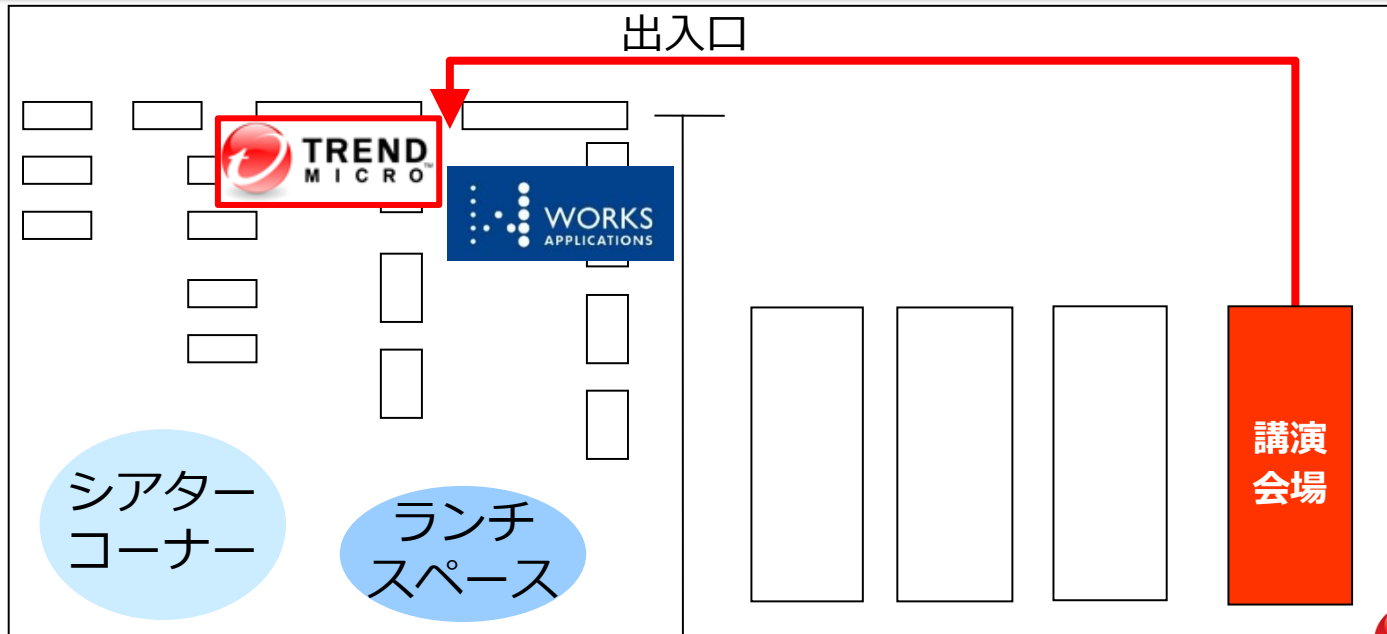 出入口
TREND
MICRO™
WORKS
APPLICATIONS
講演
会場
シアター
コーナー
ランチ
スペース